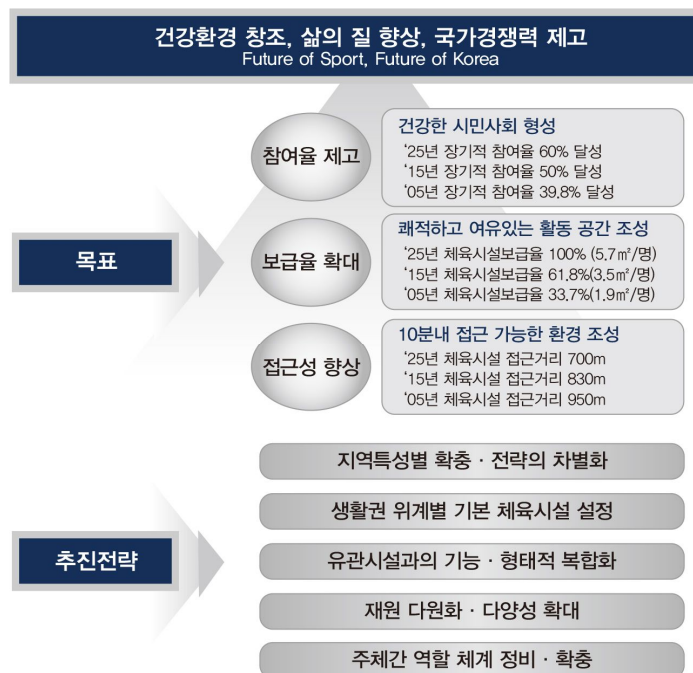 건강환경 창조, 삶의 질 향상, 국가경쟁력 제고
Future of Sport, Future of Korea
목표
참여율 제고
건강한 시민사회 형성
‘25년 장기적 참여율 60% 달성
‘15년 장기적 참여율 50% 달성
‘05년 장기적 참여율 39.8% 달성
보급율 확대
쾌적하고 여유있는 활동 공간 조성
‘25년 체육시설보급율 100% (5.7㎡/명)
‘15년 체육시설보급율 61.8%(3.5㎡/명)
‘05년 체육시설보급율 33.7%(1.9㎡/명)
접근성 향상
10분내 접근 가능한 환경 조성
‘25년 체육시설 접근거리 700m
‘15년 체육시설 접근거리 830m
‘05년 체육시설 접근거리 950m
추진전략
지역특성별 확충 · 전략의 차별화
생활권 위계별 기본 체육시설 설정
유관시설과의 기능 · 형태적 복합화
재원 다원화 · 다양성 확대
주체간 역할 체계 정비 · 확충